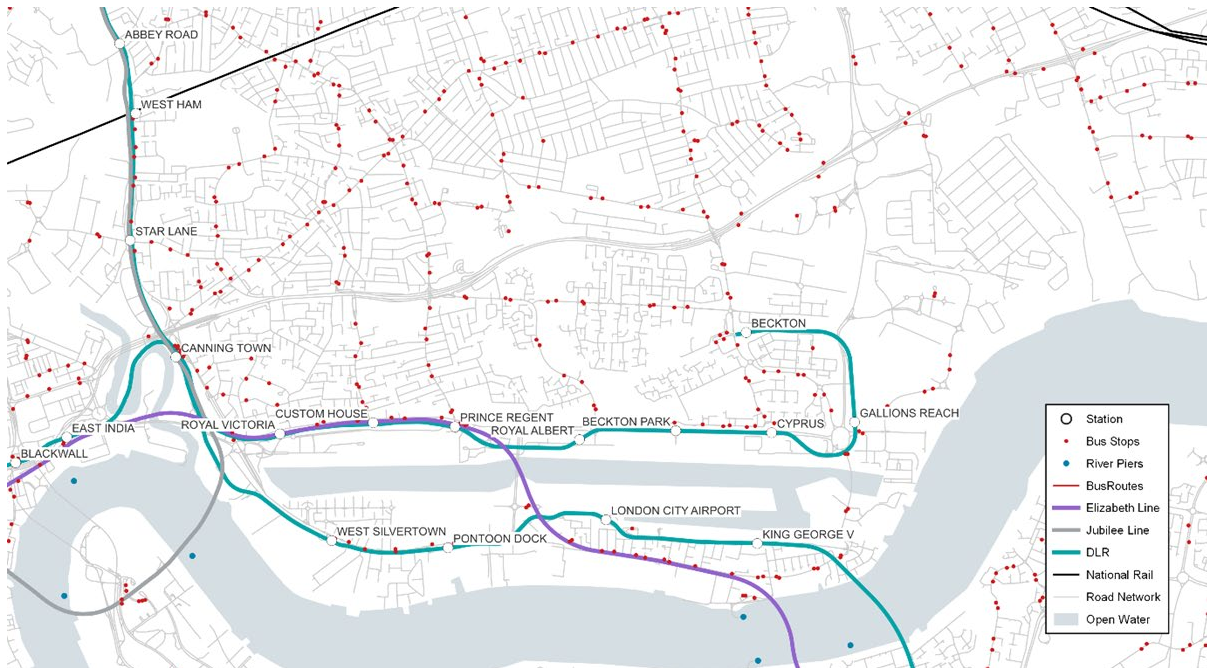 ABBEY ROAD
WEST HAM
STAR LANE
CANNING TOWN
BECKTON
CUSTOM HOUSE
ROYAL VICTORIA
PRINCE REGENT
ROYAL ALBERT
BECKTON PARK
CYPRUS
GALLIONS REACH
EAST INDIA
BLACKWALL
LONDON CITY AIRPORT
WEST SILVERTOWN
PONTOON DOCK
KING GEORGE V
Station
Bus Stops
River Piers
BusRoutes
Elizabeth Line
Jubilee Line
DLR
National Rail
Road Network
Open Water